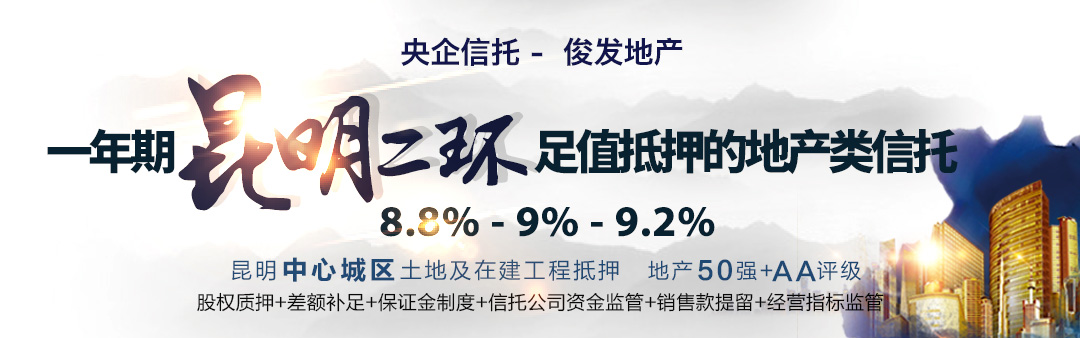 央企信托 - 俊发地产
一年期昆明二环足值抵押的地产类信托
8.8% - 9% - 9.2%
昆明中心城区土地及在建工程抵押 地产50强+AA评级
股权质押+差额补足+保证金制度+信托公司资金监管+销售款提留+经营指标监管